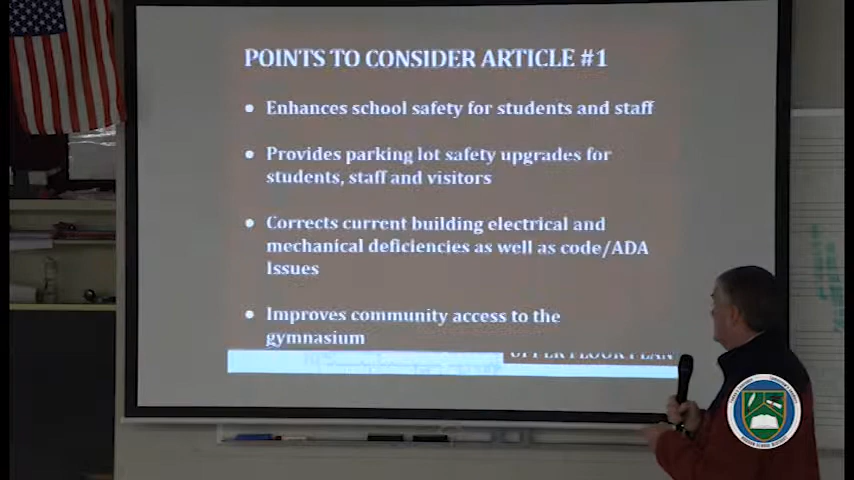 POINTS TO CONSIDER ARTICLE #1
• Enhances school safety for students and staff
• Provides parking lot safety upgrades for
students, staff and visitors
• Corrects current building electrical and
mechanical deficiencies as well as code/ADA
Issues
• Improves community access to the
gymnasium
UPPER FLOOR PLAN